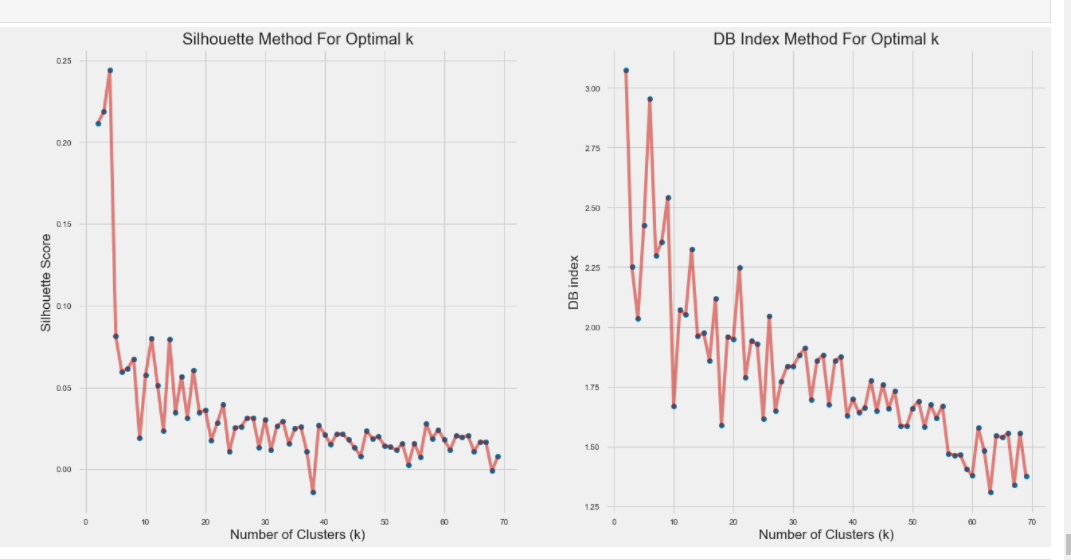 Silhouette Method For Optimal k
0.25
0.20
0.15
0.10
0.05
0.00
Silhouette Score
0 10 20 30 40 50 60 70
Number of Clusters (k)
DB Index Method For Optimal k
3.00
2.75
2.50
2.25
2.00
1.75
1.50
1.25
DB index
0 10 20 30 40 50 60 70
Number of Clusters (k)